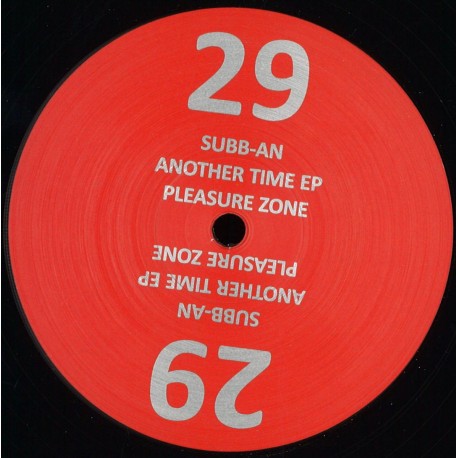 29
SUBB-AN
ANOTHER TIME EP
PLEASURE ZONE
PLEASURE ZONE
ANOTHER TIME EP
SUBB-AN
29